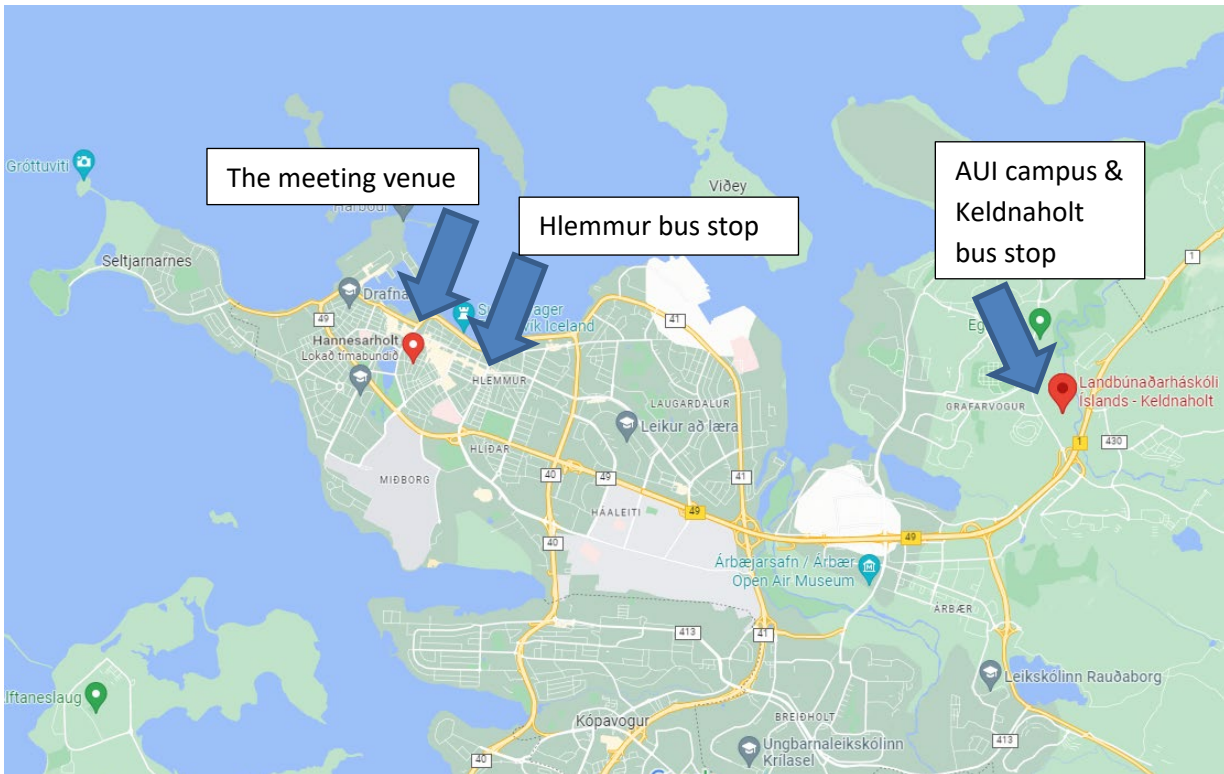 Gróttuviti
The meeting venue
Viðey
AUI campus &
Keldnaholt
bus stop
Hlemmur bus stop
Seltjarnarnes
1
49
41
Hannesarholt
Lokað tímabundið
HLEMMUR
LAUGARDALUR
Leikur að læra
GRAFARVOGUR
Landbúnaðarháskóli
Íslands - Keldnaholt
1
430
HLÍÐAR
MIÐBORG
40
49
41
HÁALEITI
49
40
49
Árbæjarsafn / Árbær
Open Air Museum
ÁRBÆR
413
41
Leikskólinn Rauðaborg
Kópavogur
BREIÐHOLT
Ungbarnaleikskólinn
Krílasel
413
40